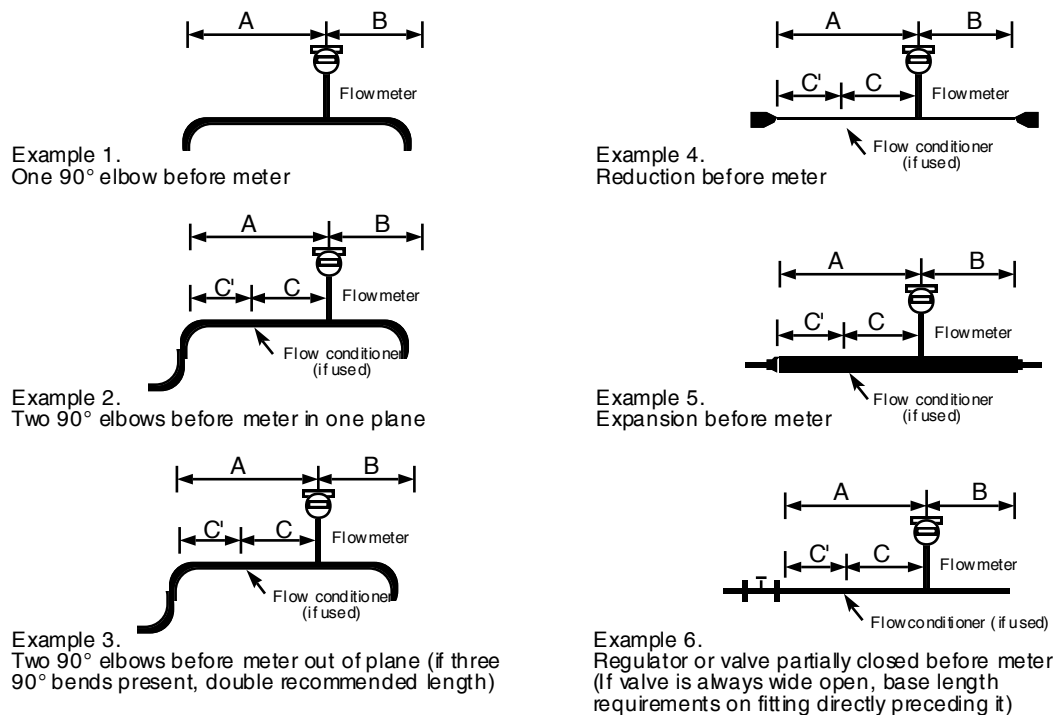 A B
Flowmeter
Example 1.
One 90° elbow before meter
A B
C' C
Flowmeter
Flow conditioner
(if used)
Example 2.
Two 90° elbows before meter in one plane
A B
C' C
Flowmeter
Flow conditioner
(if used)
Example 3.
Two 90° elbows before meter out of plane (if three
90° bends present, double recommended length)
A B
C' C
Flowmeter
Flow conditioner
(if used)
Example 4.
Reduction before meter
A B
C' C
Flowmeter
Flow conditioner
(if used)
Example 5.
Expansion before meter
A B
C' C
Flowmeter
Flow conditioner (if used)
Example 6.
Regulator or valve partially closed before meter
(If valve is always wide open, base length
requirements on fitting directly preceding it)